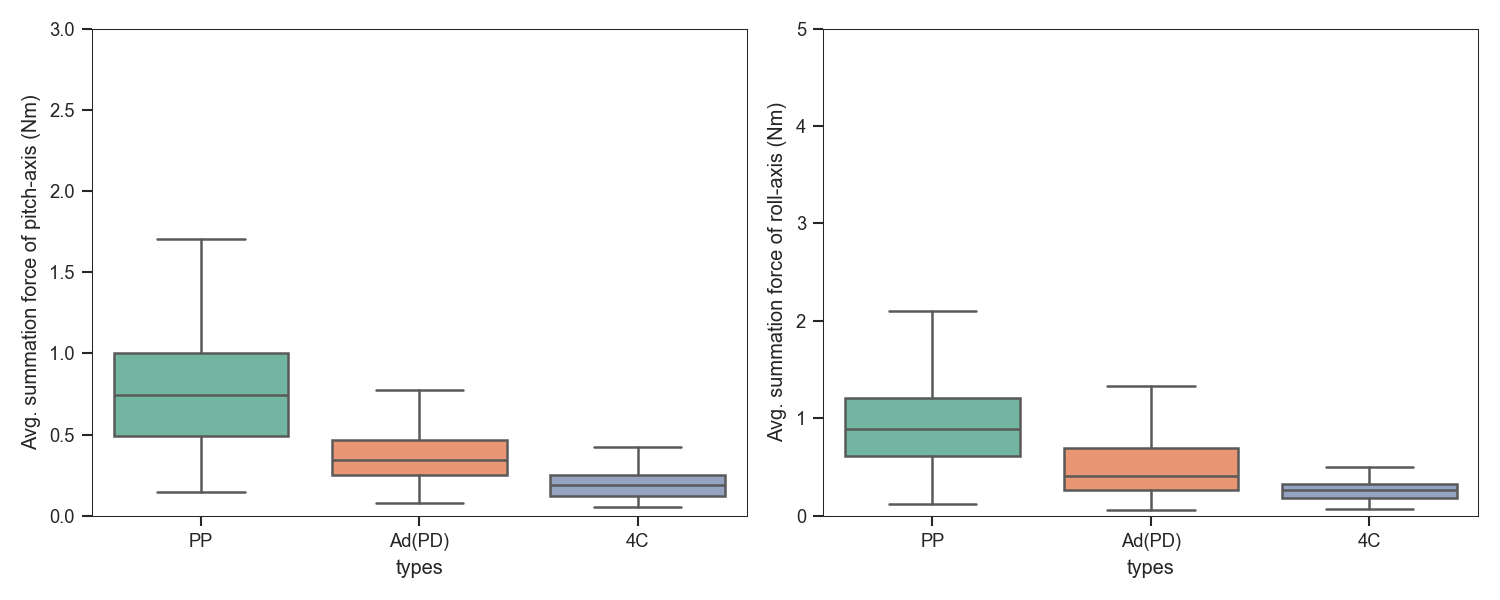 Avg. summation force of pitch-axis (Nm)
3.0
2.5
2.0
1.5
1.0
0.5
0.0
PP Ad(PD) 4C
types
Avg. summation force of roll-axis (Nm)
5
4
3
2
1
0
PP Ad(PD) 4C
types